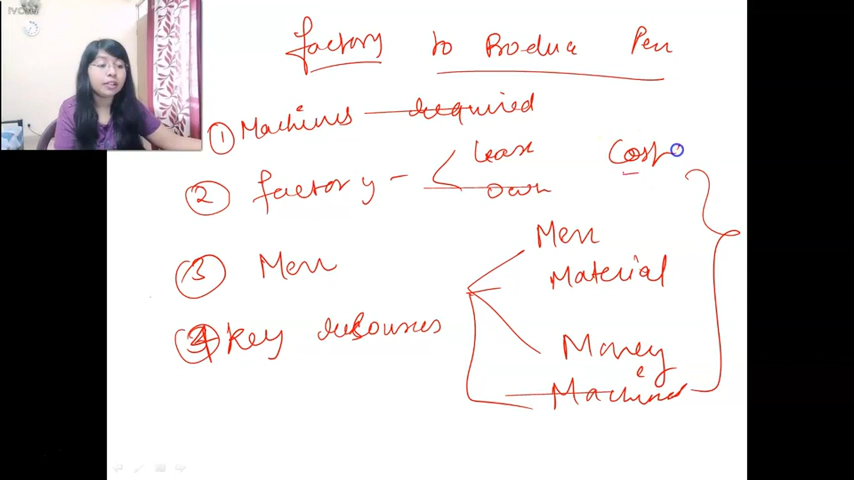 factory to Produce Pen
① Machines — required
② factory - Lease
Own
Cost
③ Men
④ Key resourses
Men
Material
Money
Machine